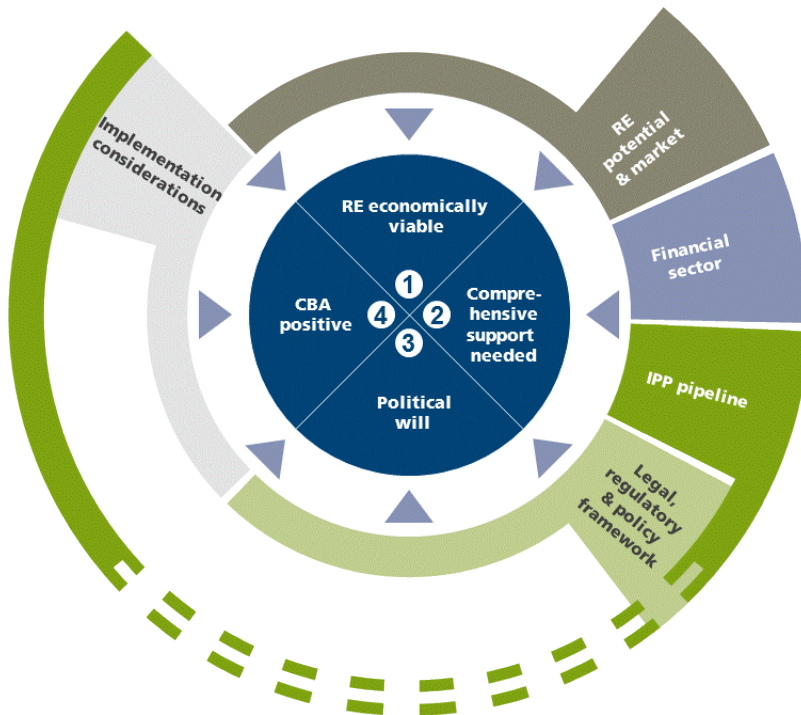 Implementation
considerations
RE
potential
& market
Financial
sector
IPP pipeline
Legal,
regulatory
& policy
framework
RE economically
viable
1
Compre-
hensive
support
needed
2
Political
will
3
CBA
positive
4